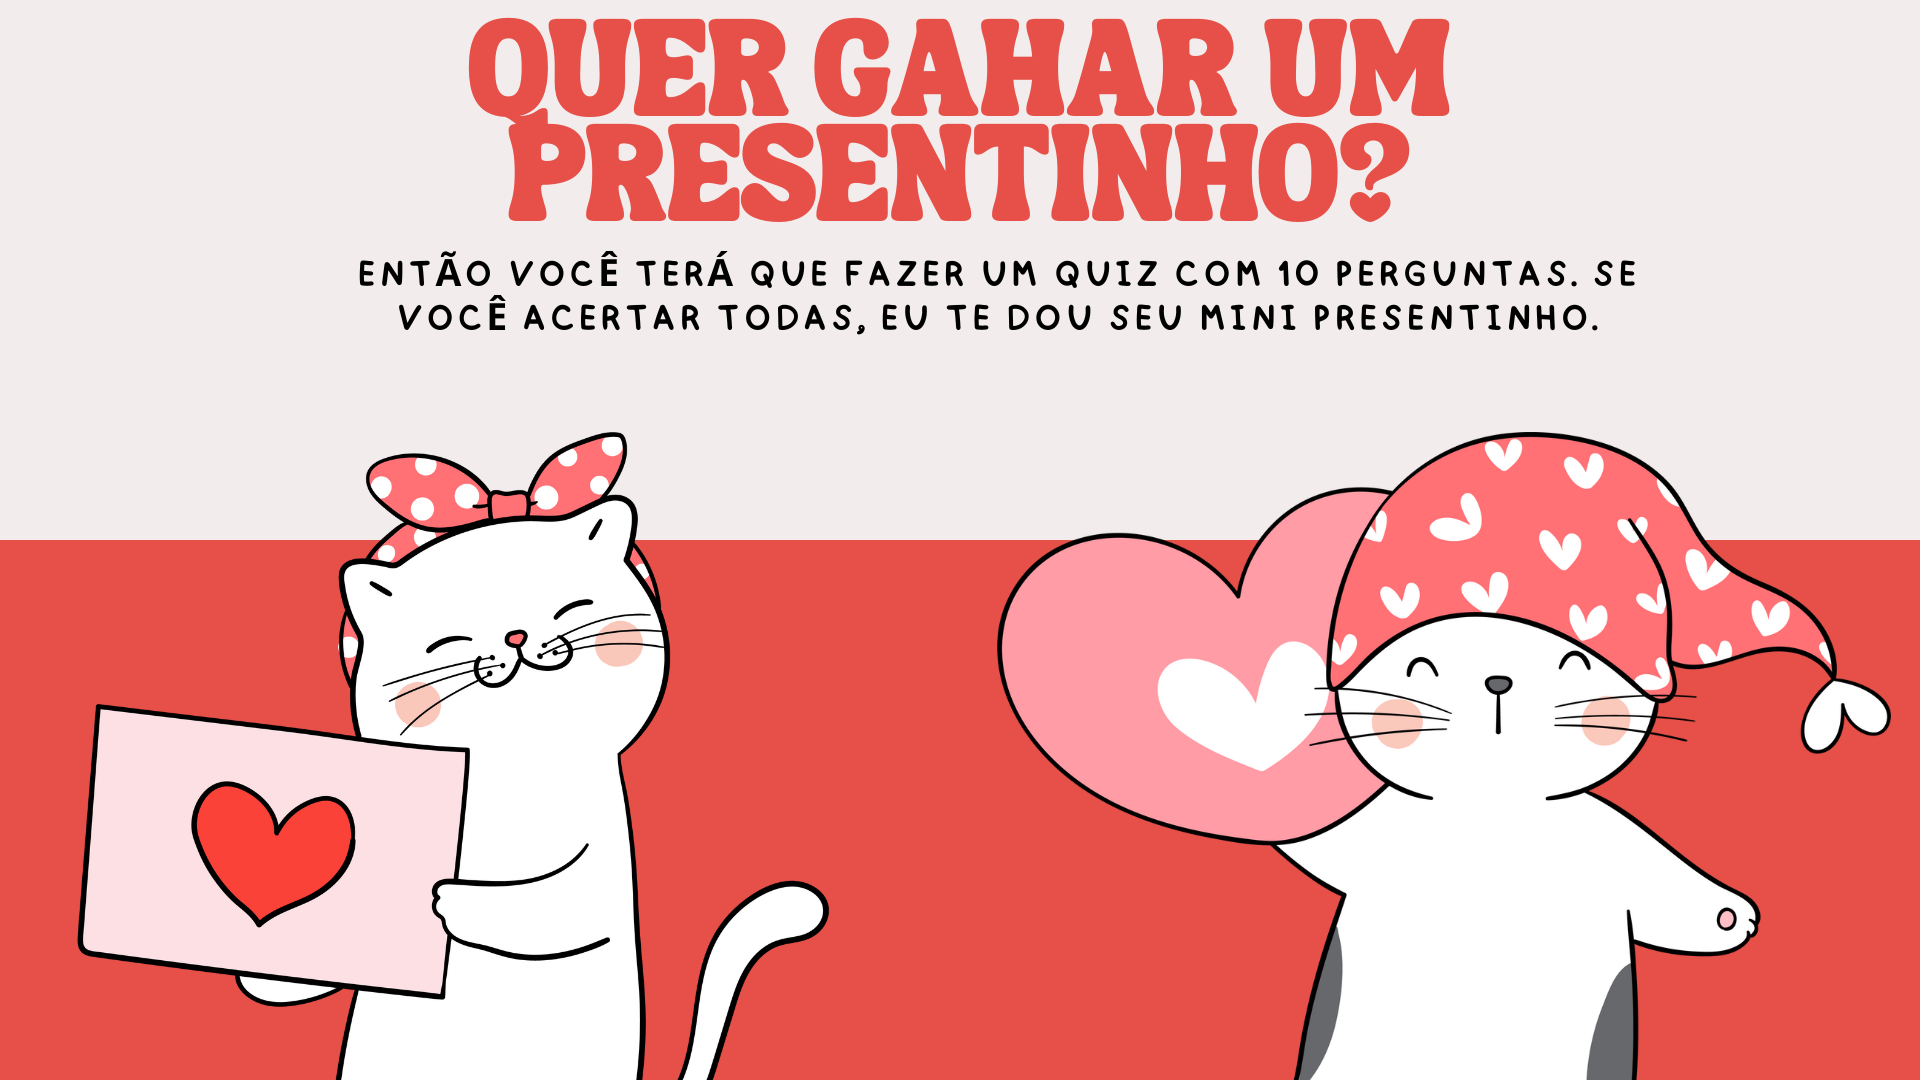 QUER GAHAR UM
PRESENTINHO?
ENTÃO VOCÊ TERÁ QUE FAZER UM QUIZ COM 10 PERGUNTAS. SE
VOCÊ ACERTAR TODAS, EU TE DOU SEU MINI PRESENTINHO.